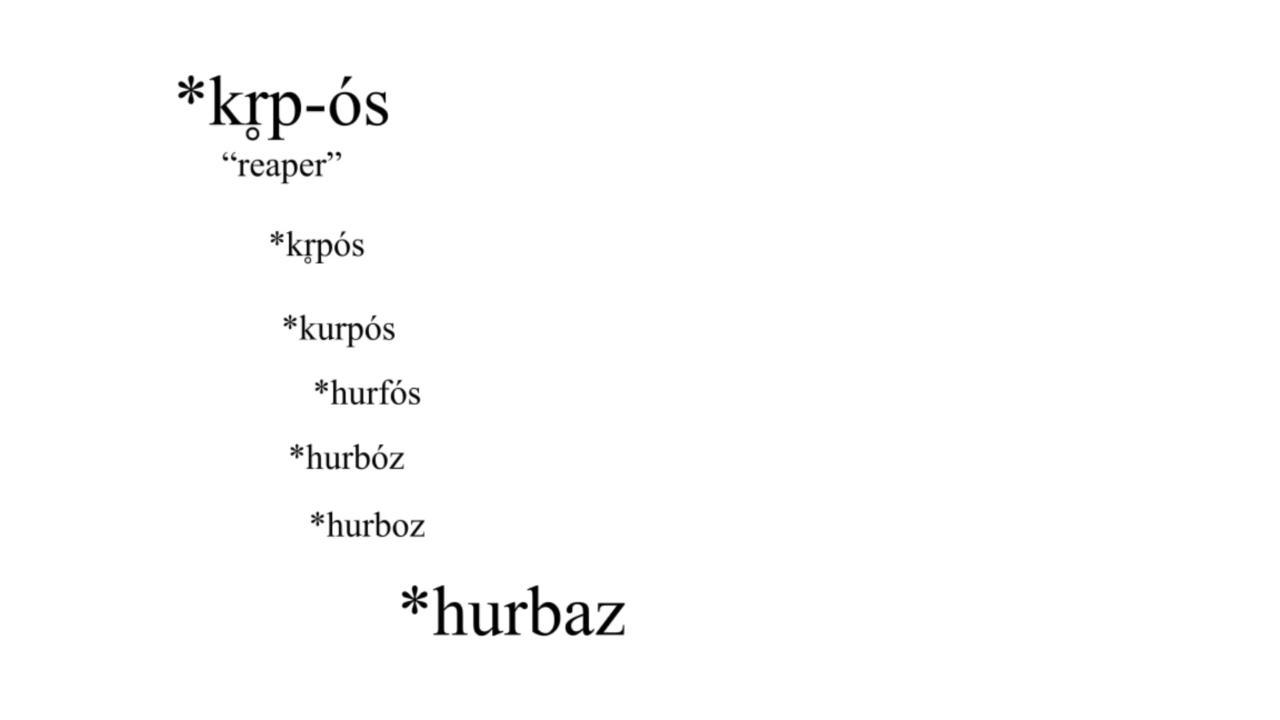 *kr̥p-ós
“reaper”
*kr̥pós
*kurpós
*hurfós
*hurbóz
*hurboz
*hurbaz